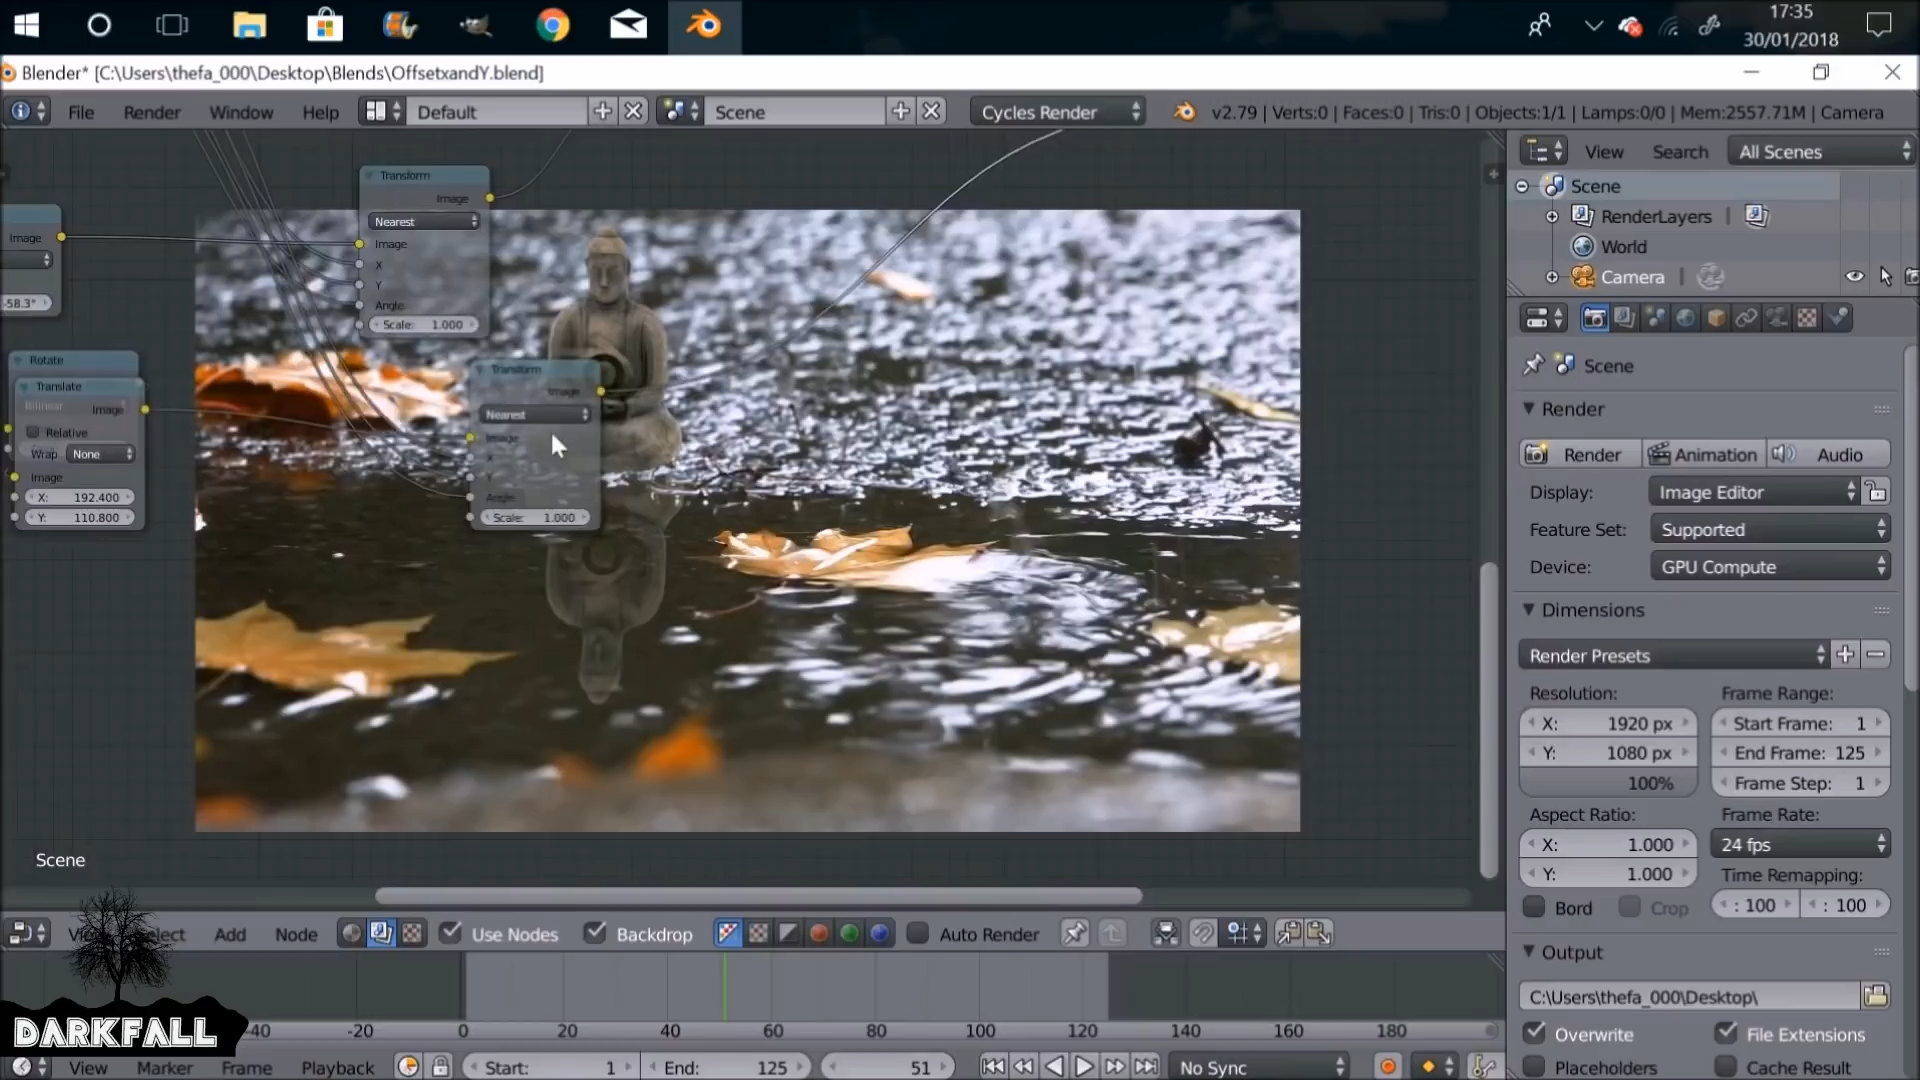 17:35
30/01/2018
Blender* [C:\Users\thefa_000\Desktop\Blends\OffsetxandY.blend]
File Render Window Help Default Scene Cycles Render v2.79 | Verts:0 | Faces:0 | Tris:0 | Objects:1/1 | Lamps:0/0 | Mem:2557.71M | Camera
View Search All Scenes
Scene
RenderLayers
World
Camera
Transform
Image
Nearest
Image
X
Y
Angle
Scale: 1.000
Image
-58.3°
Rotate
Translate
Bilinear
Image
Relative
Wrap None
Image
X: 192.400
Y: 110.800
Transform
Image
Nearest
Image
X
Y
Angle
Scale: 1.000
Scene
Scene
Render
Render Animation Audio
Display: Image Editor
Feature Set: Supported
Device: GPU Compute
Dimensions
Render Presets
Resolution: Frame Range:
X: 1920 px Start Frame: 1
Y: 1080 px End Frame: 125
100% Frame Step: 1
Aspect Ratio: Frame Rate:
X: 1.000 24 fps
Y: 1.000 Time Remapping:
Bord Crop : 100 : 100
Output
C:\Users\thefa_000\Desktop\
Overwrite File Extensions
Placeholders Cache Result
Add Node Use Nodes Backdrop Auto Render
DARKFALL
-40 -20 0 20 40 60 80 100 120 140 160 180
View Marker Frame Playback Start: 1 End: 125 51 No Sync